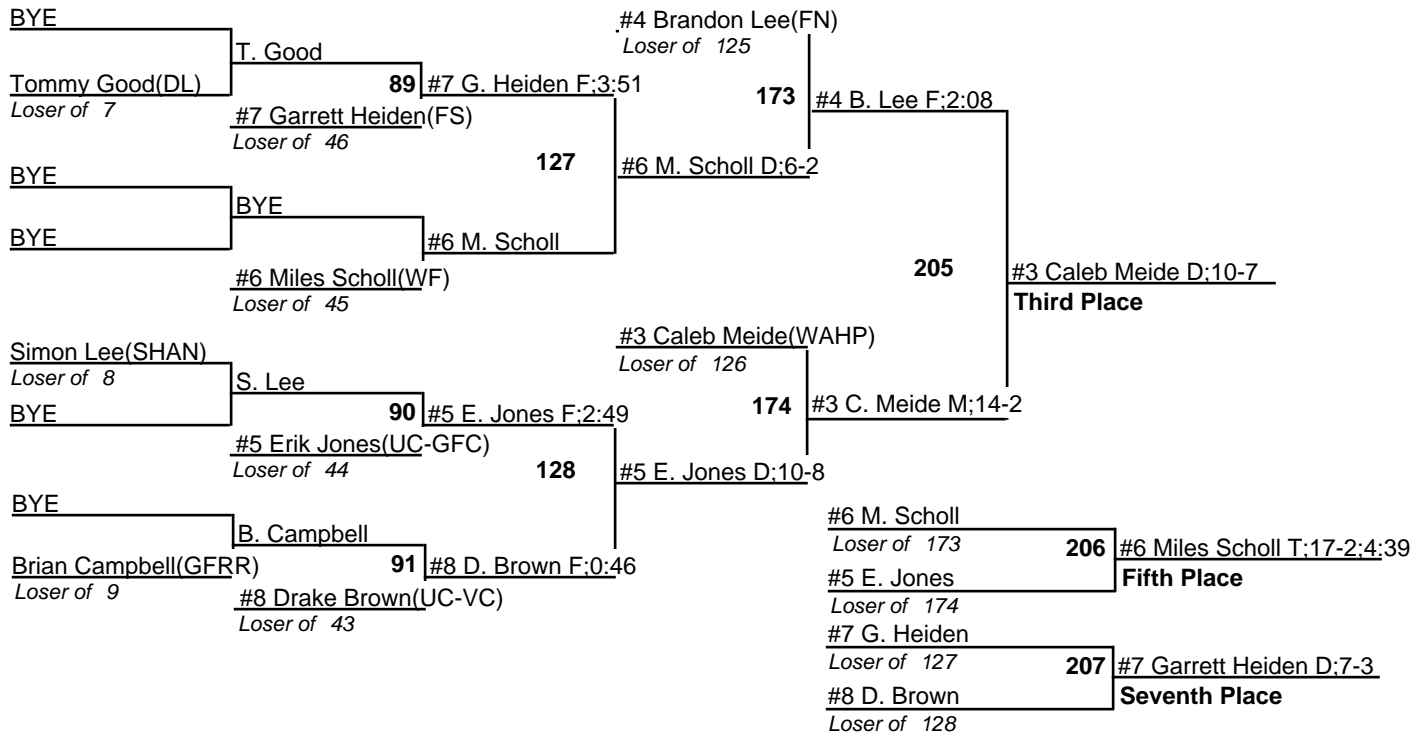 BYE
Tommy Good(DL)
Loser of 7
T. Good
89
#7 Garrett Heiden(FS)
Loser of 46
#7 G. Heiden F;3:51
BYE
BYE
BYE
#6 Miles Scholl(WF)
Loser of 45
#6 M. Scholl
127
#6 M. Scholl D;6-2
#4 Brandon Lee(FN)
Loser of 125
173
#4 B. Lee F;2:08
Simon Lee(SHAN)
Loser of 8
BYE
S. Lee
90
#5 Erik Jones(UC-GFC)
Loser of 44
#5 E. Jones F;2:49
BYE
Brian Campbell(GFRR)
Loser of 9
B. Campbell
91
#8 Drake Brown(UC-VC)
Loser of 43
#8 D. Brown F;0:46
128
#5 E. Jones D;10-8
#3 Caleb Meide(WAHP)
Loser of 126
174
#3 C. Meide M;14-2
205
#3 Caleb Meide D;10-7
Third Place
#6 M. Scholl
Loser of 173
#5 E. Jones
Loser of 174
206
#6 Miles Scholl T;17-2;4:39
Fifth Place
#7 G. Heiden
Loser of 127
#8 D. Brown
Loser of 128
207
#7 Garrett Heiden D;7-3
Seventh Place